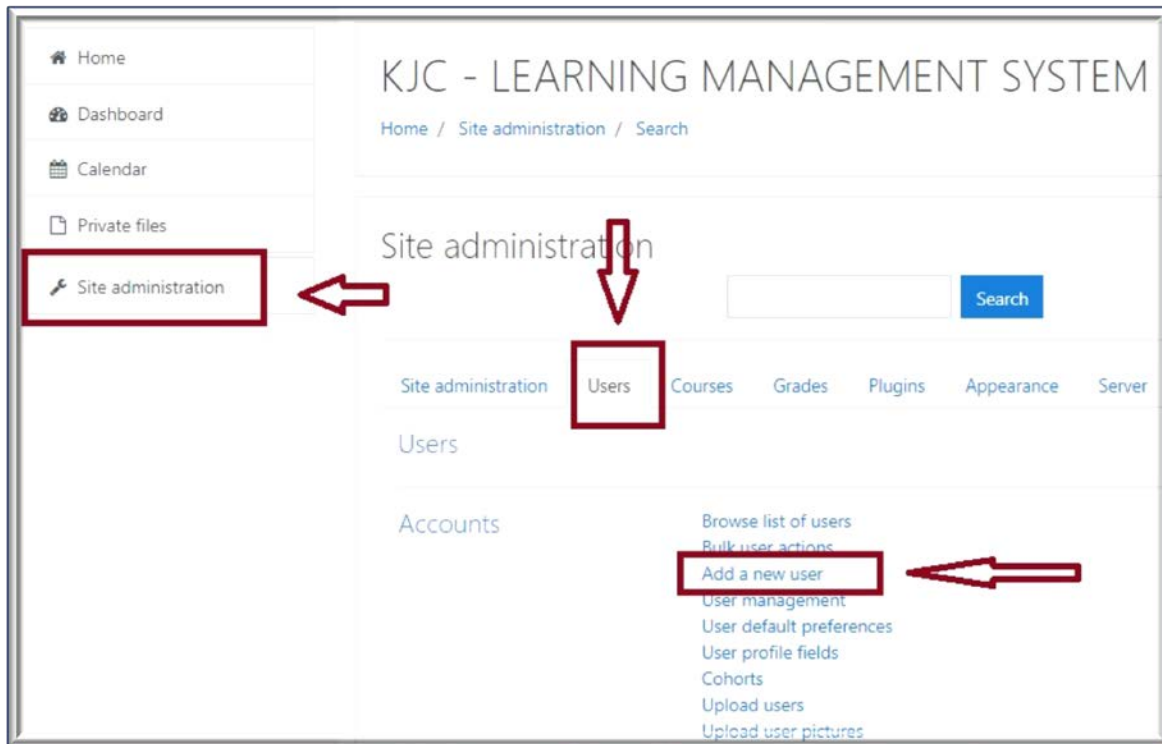 Home
Dashboard
Calendar
Private files
Site administration
KJC - LEARNING MANAGEMENT SYSTEM
Home / Site administration / Search
Site administration
Search
Site administration Users Courses Grades Plugins Appearance Server
Users
Accounts
Browse list of users
Bulk user actions
Add a new user
User management
User default preferences
User profile fields
Cohorts
Upload users
Upload user pictures